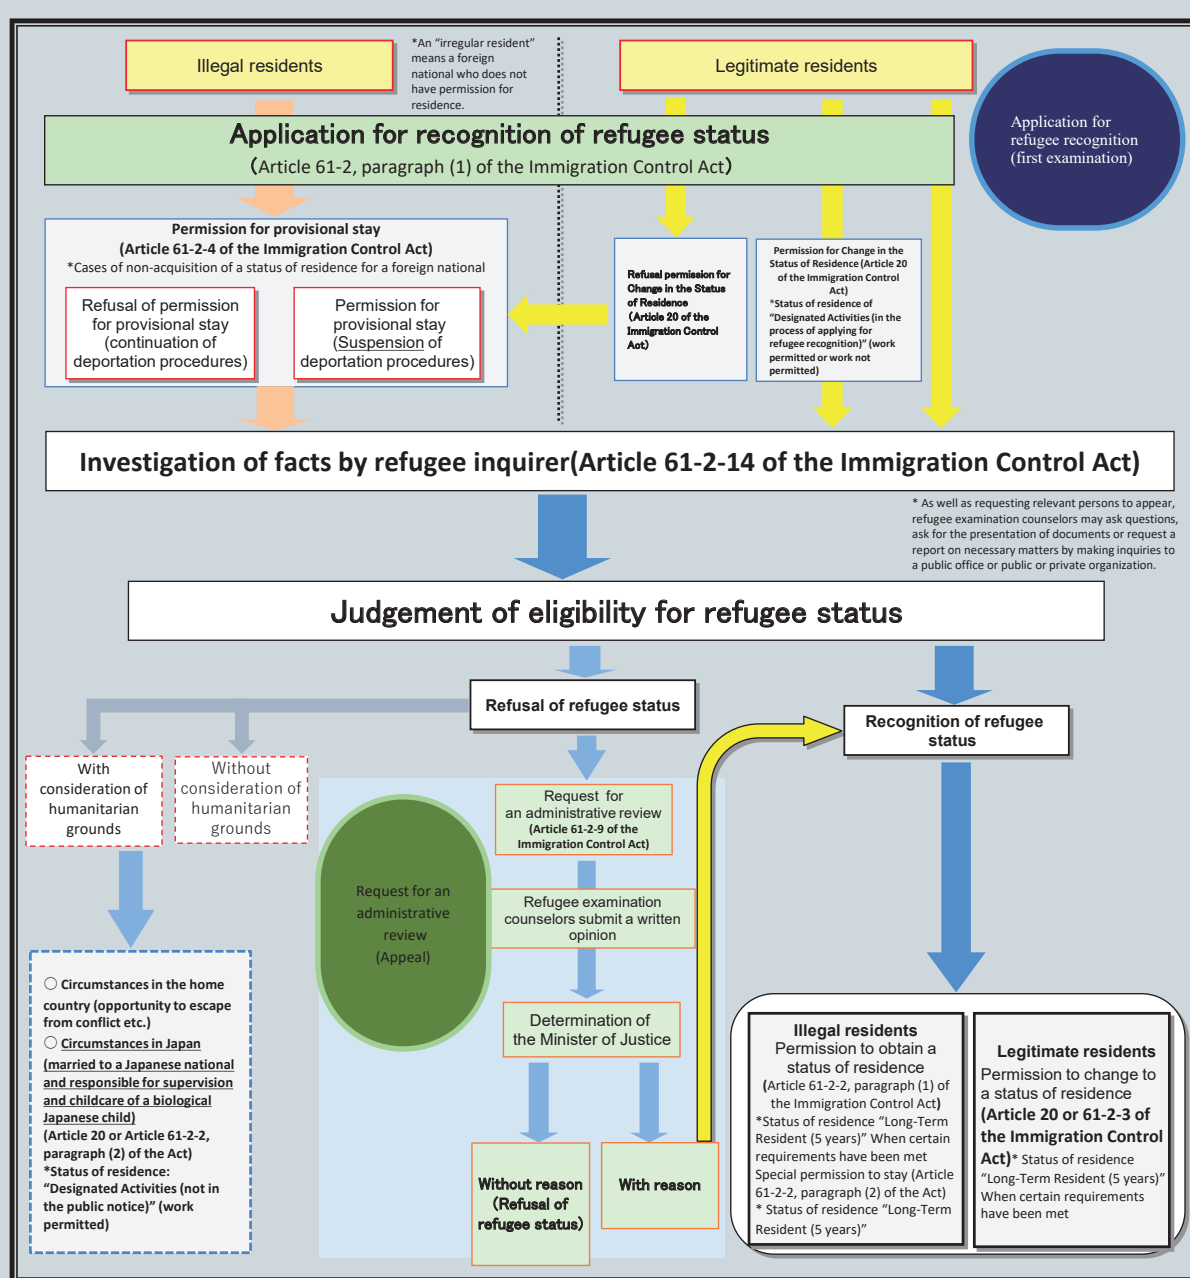 Illegal residents
*An “irregular resident”
means a foreign
national who does not
have permission for
residence.
Legitimate residents
Application for
refugee recognition
(first examination)
Application for recognition of refugee status
(Article 61-2, paragraph (1) of the Immigration Control Act)
Permission for provisional stay
(Article 61-2-4 of the Immigration Control Act)
*Cases of non-acquisition of a status of residence for a foreign national
Refusal of permission
for provisional stay
(continuation of
deportation procedures)
Permission for
provisional stay
(Suspension of
deportation procedures)
Refusal permission for
Change in the Status
of Residence
(Article 20 of the
Immigration Control
Act)
Permission for Change in the
Status of Residence (Article 20
of the Immigration Control
Act)
*Status of residence of
“Designated Activities (in the
process of applying for
refugee recognition)” (work
permitted or work not
permitted)
Investigation of facts by refugee inquirer(Article 61-2-14 of the Immigration Control Act)
* As well as requesting relevant persons to appear,
refugee examination counselors may ask questions,
ask for the presentation of documents or request a
report on necessary matters by making inquiries to
a public office or public or private organization.
Judgement of eligibility for refugee status
Refusal of refugee status
Recognition of refugee
status
With
consideration of
humanitarian
grounds
Without
consideration of
humanitarian
grounds
Request for
an administrative review
(Article 61-2-9 of the
Immigration Control Act)
Request for an
administrative
review
(Appeal)
Refugee examination
counselors submit a written
opinion
Determination of
the Minister of Justice
Without reason
(Refusal of
refugee status)
With reason
○ Circumstances in the home
country (opportunity to escape
from conflict etc.)
○ Circumstances in Japan
(married to a Japanese national
and responsible for supervision
and childcare of a biological
Japanese child)
(Article 20 or Article 61-2-2,
paragraph (2) of the Act)
*Status of residence:
“Designated Activities (not in
the public notice)” (work
permitted)
Illegal residents
Permission to obtain a
status of residence
(Article 61-2-2, paragraph (1) of
the Immigration Control Act)
*Status of residence “Long-Term
Resident (5 years)” When certain
requirements have been met
Special permission to stay (Article
61-2-2, paragraph (2) of the Act)
* Status of residence “Long-Term
Resident (5 years)”
Legitimate residents
Permission to change to
a status of residence
(Article 20 or 61-2-3 of
the Immigration Control
Act)* Status of residence
“Long-Term Resident (5 years)”
When certain requirements
have been met